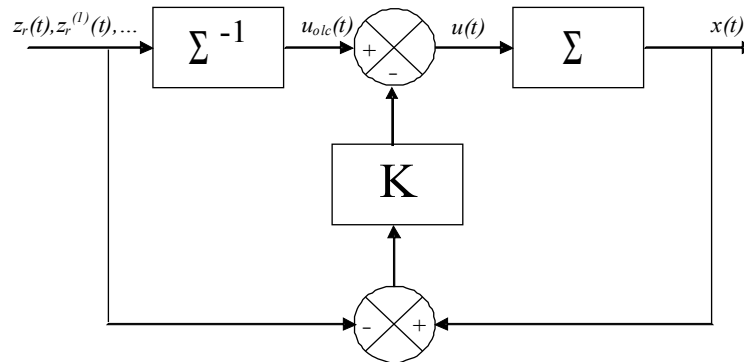 z_r(t),z_r^(1)(t),...
Σ^-1
u_olc(t)
+
-
u(t)
Σ
x(t)
K
-
+